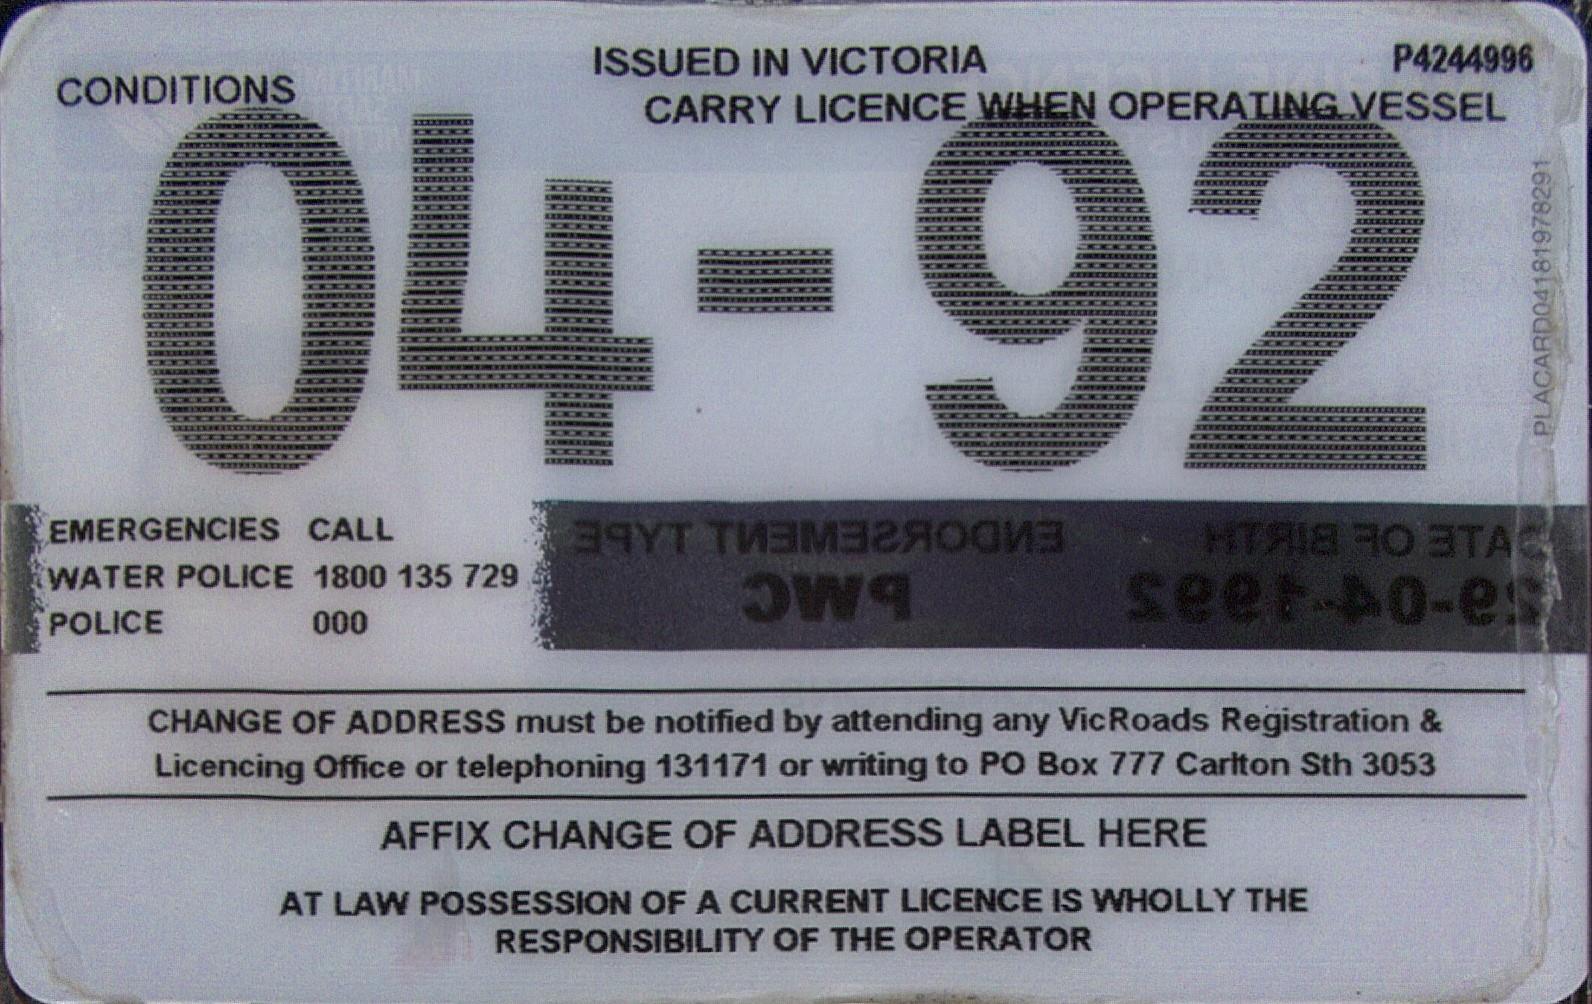 ISSUED IN VICTORIA
P4244996
CONDITIONS
CARRY LICENCE WHEN OPERATING VESSEL
04-92
PLACARD0418197829​1
EMERGENCIES CALL
WATER POLICE 1800 135 729
POLICE 000
ENDORSEMENT TYPE
DATE OF BIRTH
PWC
29-04-1992
CHANGE OF ADDRESS must be notified by attending any VicRoads Registration &
Licencing Office or telephoning 131171 or writing to PO Box 777 Carlton Sth 3053
AFFIX CHANGE OF ADDRESS LABEL HERE
AT LAW POSSESSION OF A CURRENT LICENCE IS WHOLLY THE
RESPONSIBILITY OF THE OPERATOR